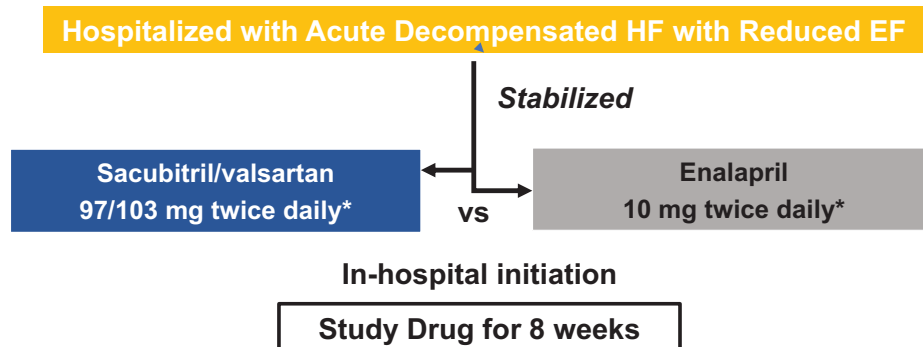 Hospitalized with Acute Decompensated HF with Reduced EF
Stabilized
Sacubitril/valsartan
97/103 mg twice daily*
vs
Enalapril
10 mg twice daily*
In-hospital initiation
Study Drug for 8 weeks